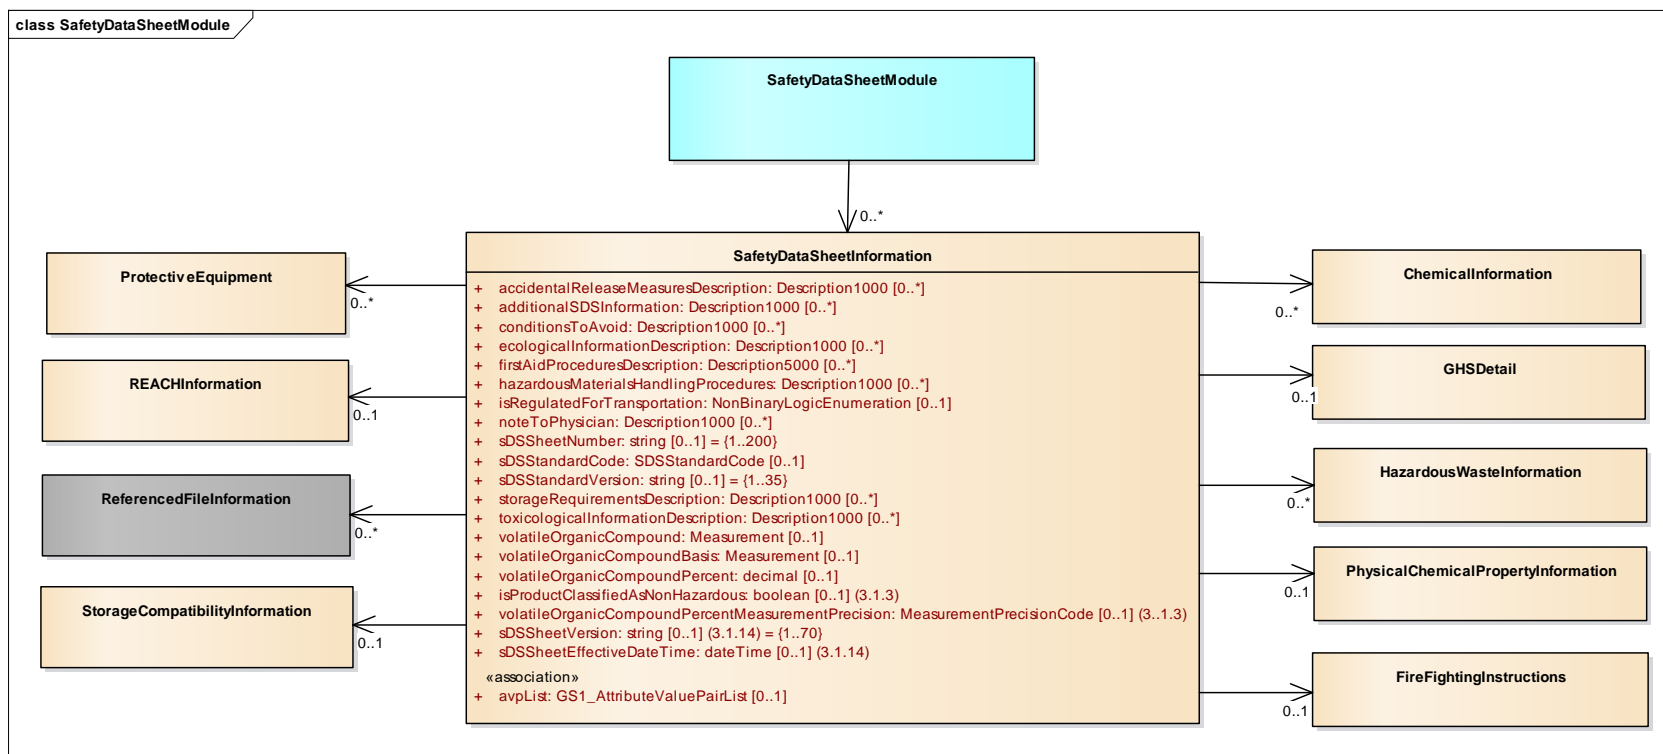 class SafetyDataSheetModule
SafetyDataSheetModule
0..*
SafetyDataSheetInformation
+ accidentalReleaseMeasuresDescription: Description1000 [0..*]
+ additionalSDSInformation: Description1000 [0..*]
+ conditionsToAvoid: Description1000 [0..*]
+ ecologicalInformationDescription: Description1000 [0..*]
+ firstAidProceduresDescription: Description5000 [0..*]
+ hazardousMaterialsHandlingProcedures: Description1000 [0..*]
+ isRegulatedForTransportation: NonBinaryLogicEnumeration [0..1]
+ noteToPhysician: Description1000 [0..*]
+ sDSSheetNumber: string [0..1] = {1..200}
+ sDSStandardCode: SDSStandardCode [0..1]
+ sDSStandardVersion: string [0..1] = {1..35}
+ storageRequirementsDescription: Description1000 [0..*]
+ toxicologicalInformationDescription: Description1000 [0..*]
+ volatileOrganicCompound: Measurement [0..1]
+ volatileOrganicCompoundBasis: Measurement [0..1]
+ volatileOrganicCompoundPercent: decimal [0..1]
+ isProductClassifiedAsNonHazardous: boolean [0..1] (3.1.3)
+ volatileOrganicCompoundPercentMeasurementPrecision: MeasurementPrecisionCode [0..1] (3..1.3)
+ sDSSheetVersion: string [0..1] (3.1.14) = {1..70}
+ sDSSheetEffectiveDateTime: dateTime [0..1] (3.1.14)
«association»
+ avpList: GS1_AttributeValuePairList [0..1]
ProtectiveEquipment
0..*
REACHInformation
0..1
ReferencedFileInformation
0..*
StorageCompatibilityInformation
0..1
ChemicalInformation
0..*
GHSDetail
0..1
HazardousWasteInformation
0..*
PhysicalChemicalPropertyInformation
0..1
FireFightingInstructions
0..1